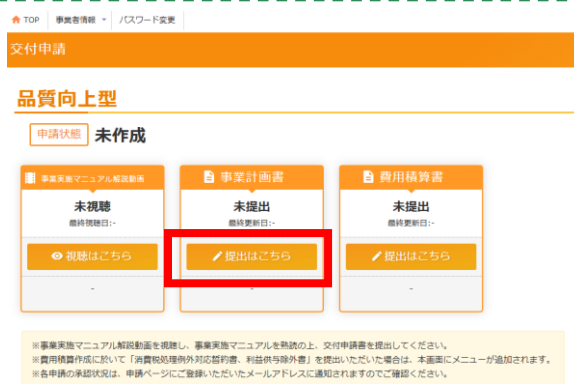 TOP 事業者情報 パスワード変更
交付申請
品質向上型
申請状態 未作成
事業実施マニュアル解説動画 事業計画書 費用積算書
未視聴 未提出 未提出
最終視聴日:- 最終更新日:- 最終更新日:-
視聴はこちら 提出はこちら 提出はこちら
- - -
※事業実施マニュアル解説動画を視聴し、事業実施マニュアルを熟読の上、交付申請書を提出してください。
※費用積算作成に於いて「消費税処理例外対応誓約書、利益供与除外書」を提出いただいた場合は、本画面にメニューが追加されます。
※各申請の承認状況は、申請ページにご登録いただいたメールアドレスに通知されますのでご確認ください。